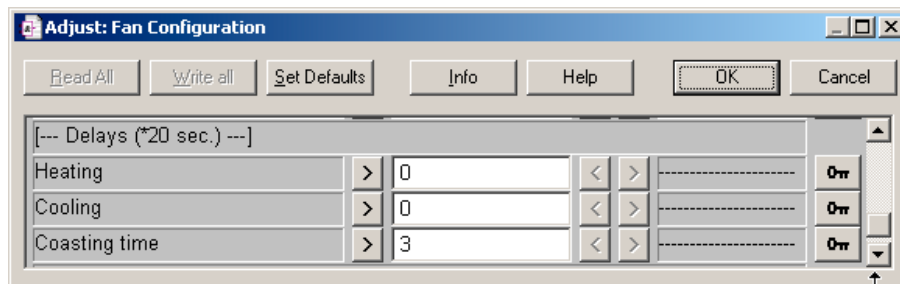 Adjust: Fan Configuration
Read All Write all Set Defaults Info Help OK Cancel
[--- Delays (*20 sec.) ---]
Heating > 0 < > -----------------------
Cooling > 0 < > -----------------------
Coasting time > 3 < > -----------------------